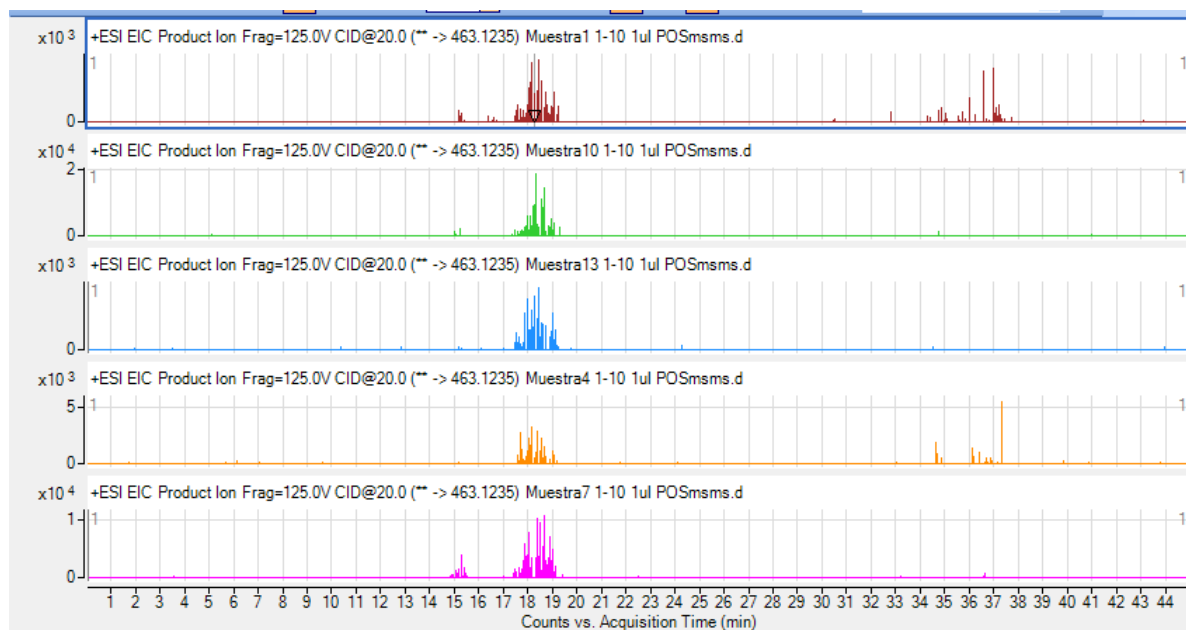 x10 3 +ESI EIC Product Ion Frag=125.0V CID@20.0 (** -> 463.1235) Muestra1 1-10 1ul POSmsms.d
1 1
0
x10 4 +ESI EIC Product Ion Frag=125.0V CID@20.0 (** -> 463.1235) Muestra10 1-10 1ul POSmsms.d
2 1 1
0
x10 3 +ESI EIC Product Ion Frag=125.0V CID@20.0 (** -> 463.1235) Muestra13 1-10 1ul POSmsms.d
1 1
0
x10 3 +ESI EIC Product Ion Frag=125.0V CID@20.0 (** -> 463.1235) Muestra4 1-10 1ul POSmsms.d
5 1 1
0
x10 4 +ESI EIC Product Ion Frag=125.0V CID@20.0 (** -> 463.1235) Muestra7 1-10 1ul POSmsms.d
1 1 1
0
1 2 3 4 5 6 7 8 9 10 11 12 13 14 15 16 17 18 19 20 21 22 23 24 25 26 27 28 29 30 31 32 33 34 35 36 37 38 39 40 41 42 43 44
Counts vs. Acquisition Time (min)